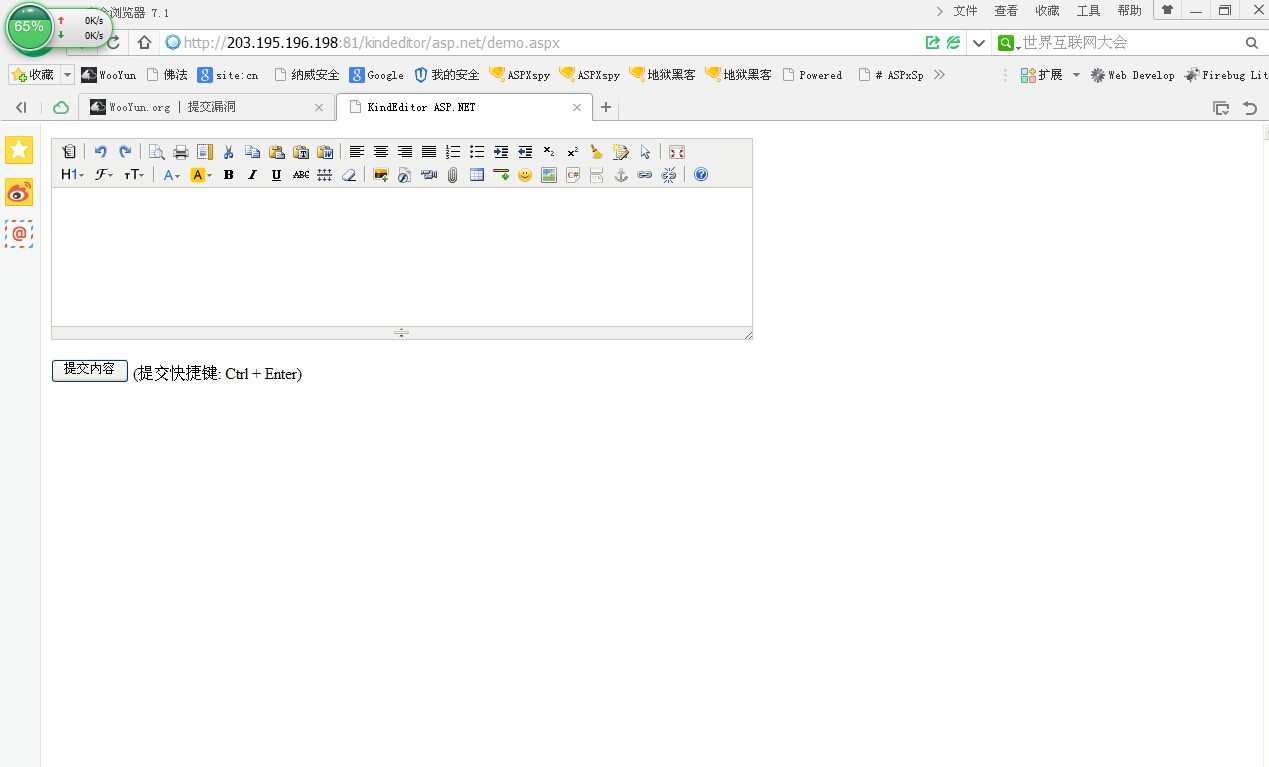 全浏览器 7.1
文件 查看 收藏 工具 帮助
65% 0K/s
0K/s
http://203.195.196.198:81/kindeditor/asp.net/demo.aspx 世界互联网大会
收藏 WooYun 佛法 site:cn 纳威安全 Google 我的安全 ASPXspy ASPXspy 地狱黑客 地狱黑客 Powered # ASPXSp 扩展 Web Develop Firebug Lit
WooYun.org | 提交漏洞 KindEditor ASP.NET
H1 F тT A A B I U ABC
提交内容 (提交快捷键: Ctrl + Enter)